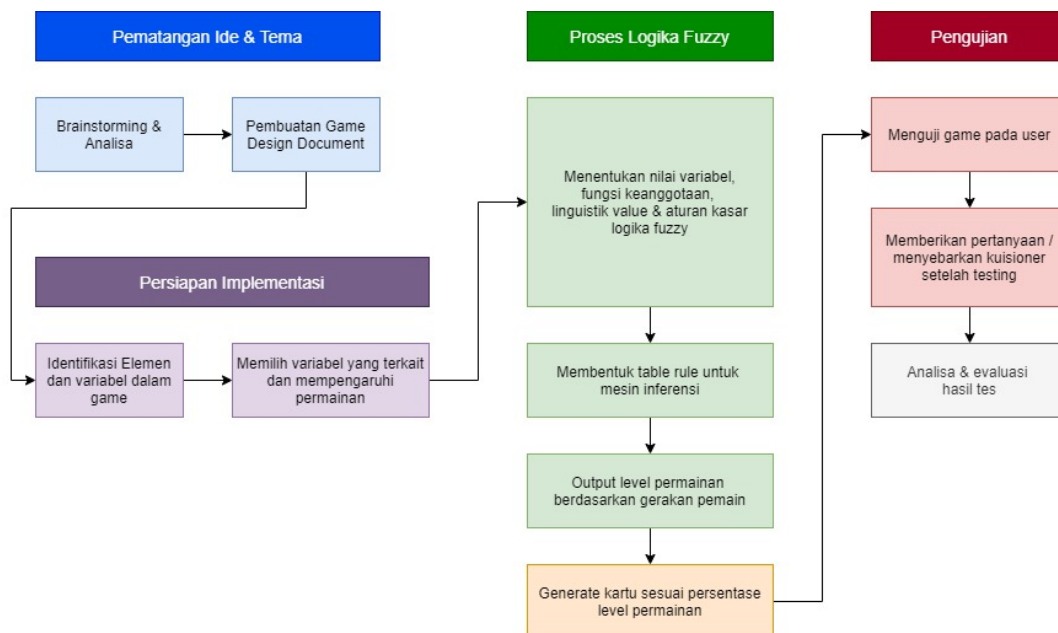 Pematangan Ide & Tema
Brainstorming &
Analisa
Pembuatan Game
Design Document
Persiapan Implementasi
Identifikasi Elemen
dan variabel dalam
game
Memilih variabel yang terkait
dan mempengaruhi
permainan
Proses Logika Fuzzy
Menentukan nilai variabel,
fungsi keanggotaan,
linguistik value & aturan kasar
logika fuzzy
Membentuk table rule untuk
mesin inferensi
Output level permainan
berdasarkan gerakan pemain
Generate kartu sesuai persentase
level permainan
Pengujian
Menguji game pada user
Memberikan pertanyaan /
menyebarkan kuisioner
setelah testing
Analisa & evaluasi
hasil tes